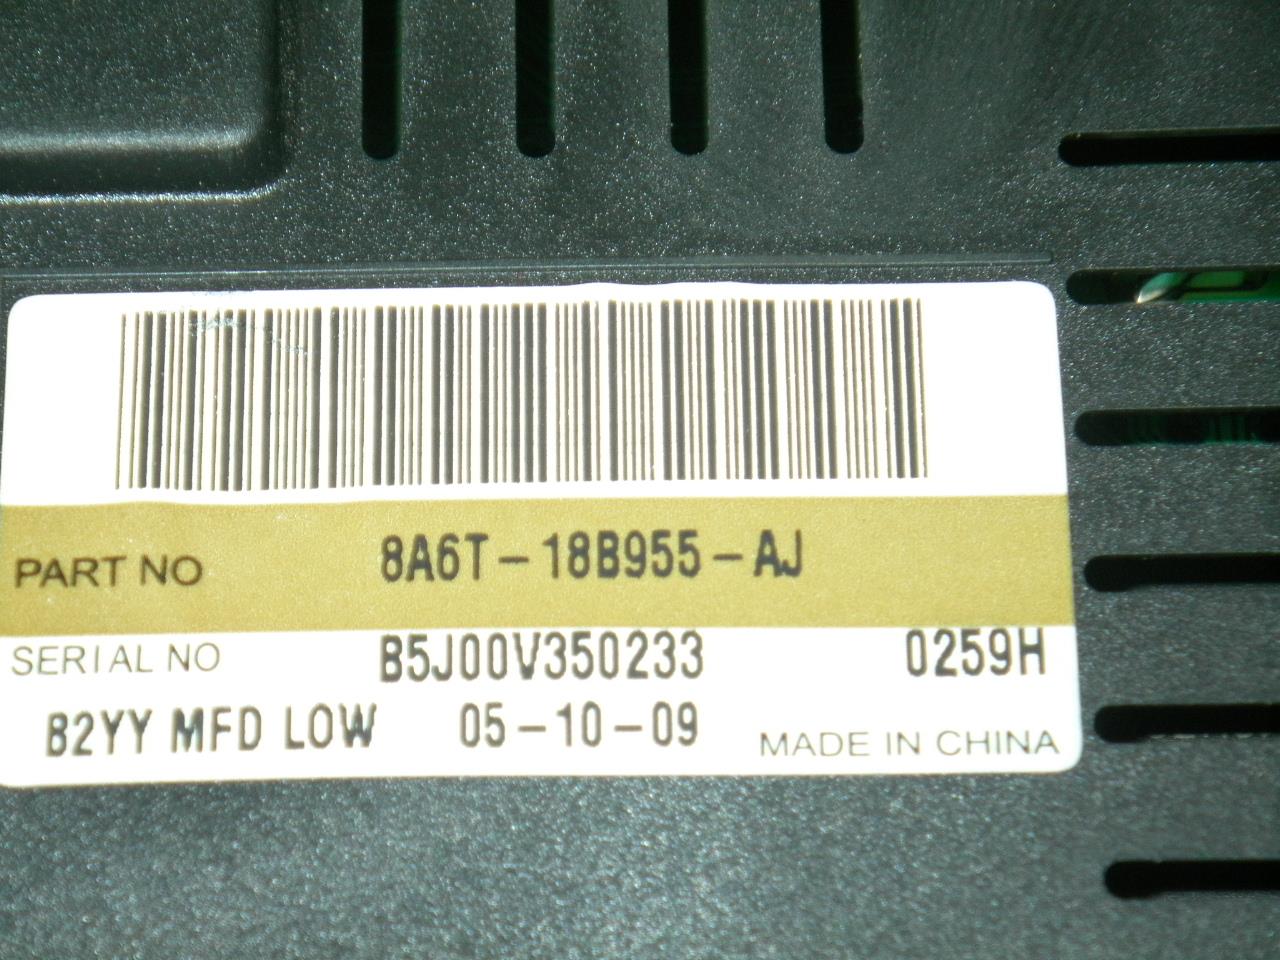 PART NO 8A6T-18B955-AJ
SERIAL NO B5J00V350233 0259H
B2YY MFD LOW 05-10-09 MADE IN CHINA